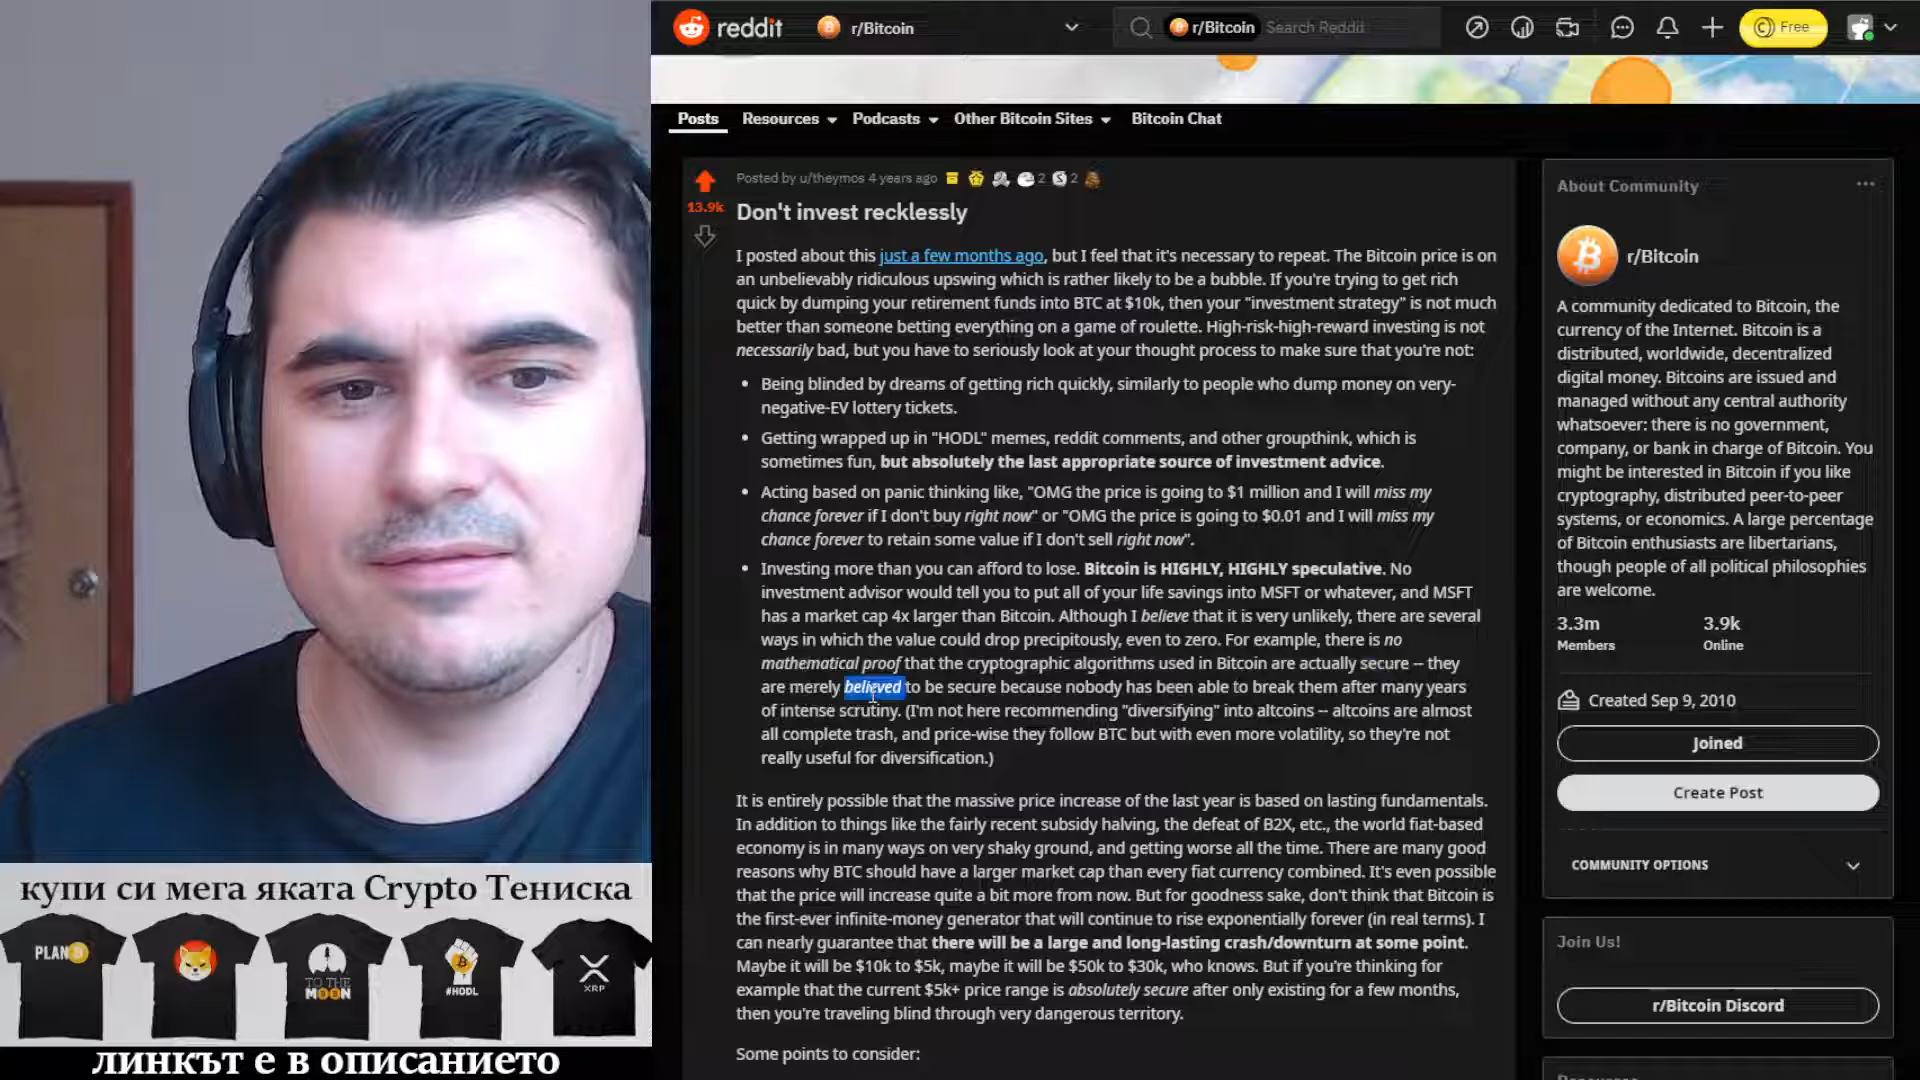 reddit
r/Bitcoin
r/Bitcoin Search Reddit
Free
Posts
Resources
Podcasts
Other Bitcoin Sites
Bitcoin Chat
13.9k
Posted by u/theymos 4 years ago
2
2
Don't invest recklessly
I posted about this just a few months ago, but I feel that it's necessary to repeat. The Bitcoin price is on
an unbelievably ridiculous upswing which is rather likely to be a bubble. If you're trying to get rich
quick by dumping your retirement funds into BTC at $10k, then your "investment strategy" is not much
better than someone betting everything on a game of roulette. High-risk-high-reward investing is not
necessarily bad, but you have to seriously look at your thought process to make sure that you're not:
• Being blinded by dreams of getting rich quickly, similarly to people who dump money on very-
negative-EV lottery tickets.
• Getting wrapped up in "HODL" memes, reddit comments, and other groupthink, which is
sometimes fun, but absolutely the last appropriate source of investment advice.
• Acting based on panic thinking like, "OMG the price is going to $1 million and I will miss my
chance forever if I don't buy right now" or "OMG the price is going to $0.01 and I will miss my
chance forever to retain some value if I don't sell right now".
• Investing more than you can afford to lose. Bitcoin is HIGHLY, HIGHLY speculative. No
investment advisor would tell you to put all of your life savings into MSFT or whatever, and MSFT
has a market cap 4x larger than Bitcoin. Although I believe that it is very unlikely, there are several
ways in which the value could drop precipitously, even to zero. For example, there is no
mathematical proof that the cryptographic algorithms used in Bitcoin are actually secure -- they
are merely believed to be secure because nobody has been able to break them after many years
of intense scrutiny. (I'm not here recommending "diversifying" into altcoins -- altcoins are almost
all complete trash, and price-wise they follow BTC but with even more volatility, so they're not
really useful for diversification.)
It is entirely possible that the massive price increase of the last year is based on lasting fundamentals.
In addition to things like the fairly recent subsidy halving, the defeat of B2X, etc., the world fiat-based
economy is in many ways on very shaky ground, and getting worse all the time. There are many good
reasons why BTC should have a larger market cap than every fiat currency combined. It's even possible
that the price will increase quite a bit more from now. But for goodness sake, don't think that Bitcoin is
the first-ever infinite-money generator that will continue to rise exponentially forever (in real terms). I
can nearly guarantee that there will be a large and long-lasting crash/downturn at some point.
Maybe it will be $10k to $5k, maybe it will be $50k to $30k, who knows. But if you're thinking for
example that the current $5k+ price range is absolutely secure after only existing for a few months,
then you're traveling blind through very dangerous territory.
Some points to consider:
About Community
r/Bitcoin
A community dedicated to Bitcoin, the
currency of the Internet. Bitcoin is a
distributed, worldwide, decentralized
digital money. Bitcoins are issued and
managed without any central authority
whatsoever: there is no government,
company, or bank in charge of Bitcoin. You
might be interested in Bitcoin if you like
cryptography, distributed peer-to-peer
systems, or economics. A large percentage
of Bitcoin enthusiasts are libertarians,
though people of all political philosophies
are welcome.
3.3m
Members
3.9k
Online
Created Sep 9, 2010
Joined
Create Post
COMMUNITY OPTIONS
Join Us!
r/Bitcoin Discord
купи си мега яката Crypto Тениска
PLAN B
TO THE
MOON
#HODL
XRP
линкът е в описанието